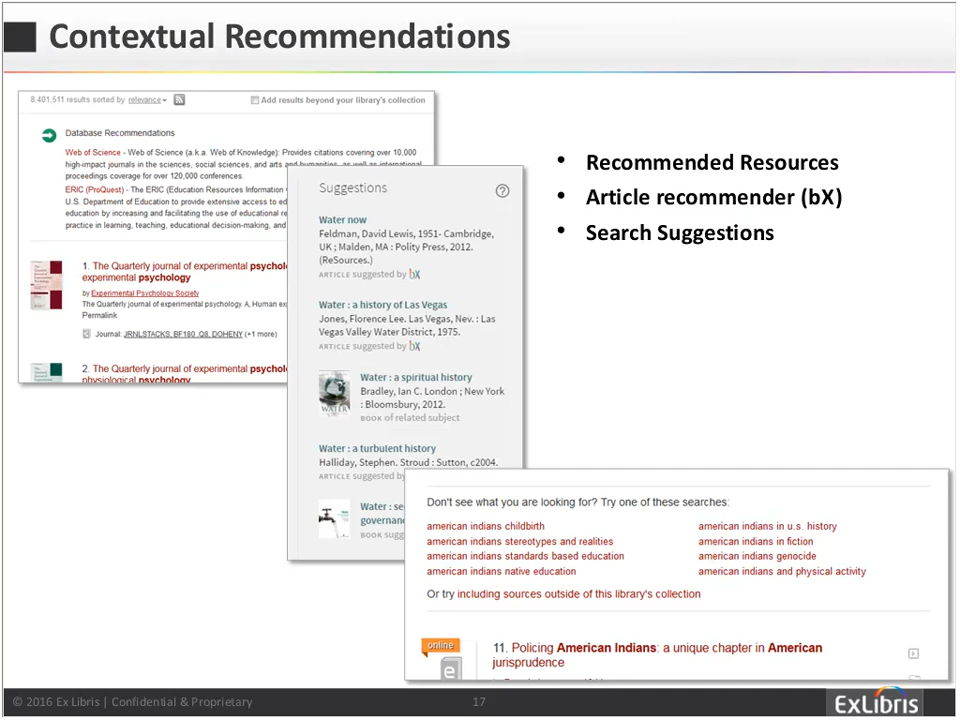 Contextual Recommendations
8,401,511 results sorted by relevance
Add results beyond your library's collection
Database Recommendations
Web of Science - Web of Science (a.k.a. Web of Knowledge): Provides citations covering over 10,000
high-impact journals in the sciences, social sciences, and arts and humanities, as well as international
proceedings coverage for over 120,000 conferences.
ERIC (ProQuest) - The ERIC (Education Resources Information
U.S. Department of Education to provide extensive access to
education by increasing and facilitating the use of educational
practice in learning, teaching, educational decision-making, and
1. The Quarterly journal of experimental
experimental psychology
by Experimental Psychology Society
The Quarterly journal of experimental psychology. A, Human
Permalink
Journal: JRNLSTACKS, BF180 .Q8, DOHENY (+1 more)
2. The Quarterly journal of experimental
physiological psychology
Suggestions
?
Water now
Feldman, David Lewis, 1951- Cambridge,
UK ; Malden, MA : Polity Press, 2012.
(ReSources.)
ARTICLE suggested by bX
Water : a history of Las Vegas
Jones, Florence Lee. Las Vegas, Nev. : Las
Vegas Valley Water District, 1975.
ARTICLE suggested by bX
Water : a spiritual history
Bradley, Ian C. London ; New York
: Bloomsbury, 2012.
BOOK of related subject
WATER
Water : a turbulent history
Halliday, Stephen. Stroud : Sutton, c2004.
ARTICLE suggested by
Water :
BOOK
• Recommended Resources
• Article recommender (bX)
• Search Suggestions
Don't see what you are looking for? Try one of these searches:
american indians childbirth
american indians stereotypes and realities
american indians standards based education
american indians native education
american indians in u.s. history
american indians in fiction
american indians genocide
american indians and physical activity
Or try including sources outside of this library's collection
online
11. Policing American Indians: a unique chapter in American
jurisprudence
© 2016 Ex Libris | Confidential & Proprietary
17
ExLibris